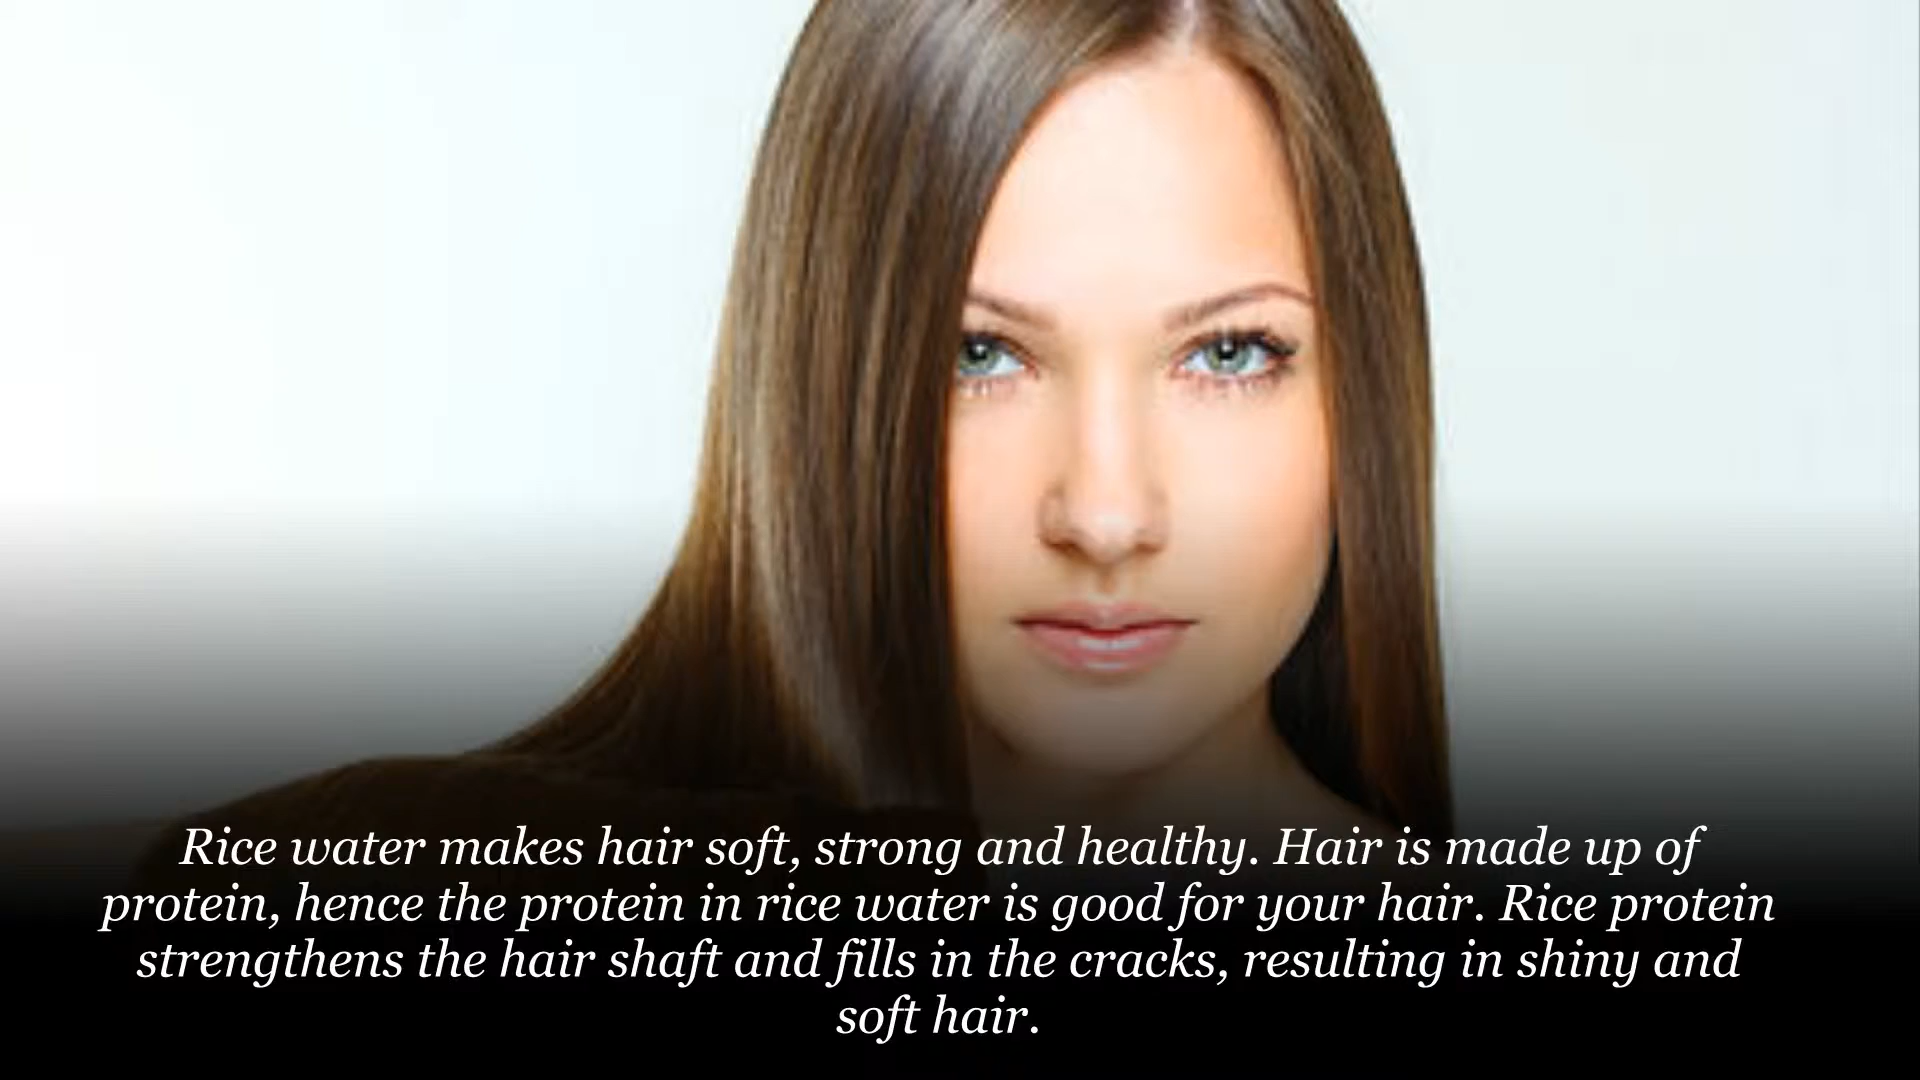 Rice water makes hair soft, strong and healthy. Hair is made up of
protein, hence the protein in rice water is good for your hair. Rice protein
strengthens the hair shaft and fills in the cracks, resulting in shiny and
soft hair.